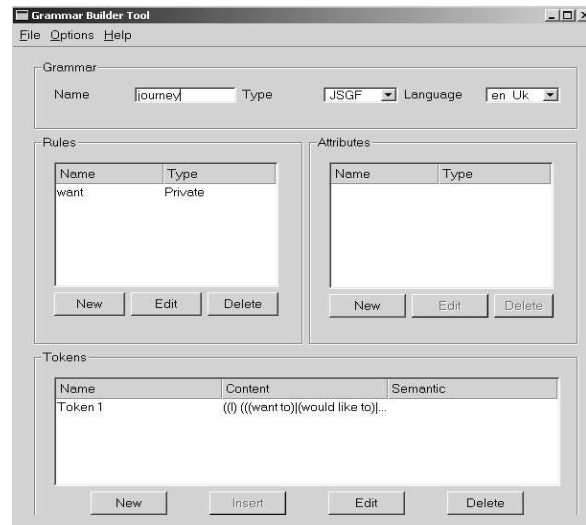 Grammar Builder Tool
File Options Help
Grammar
Name journey Type JSGF Language en Uk
Rules
Name Type
want Private
New Edit Delete
Attributes
Name Type
New Edit Delete
Tokens
Name Content Semantic
Token 1 ((I) (((want to)|(would like to)|...
New Insert Edit Delete